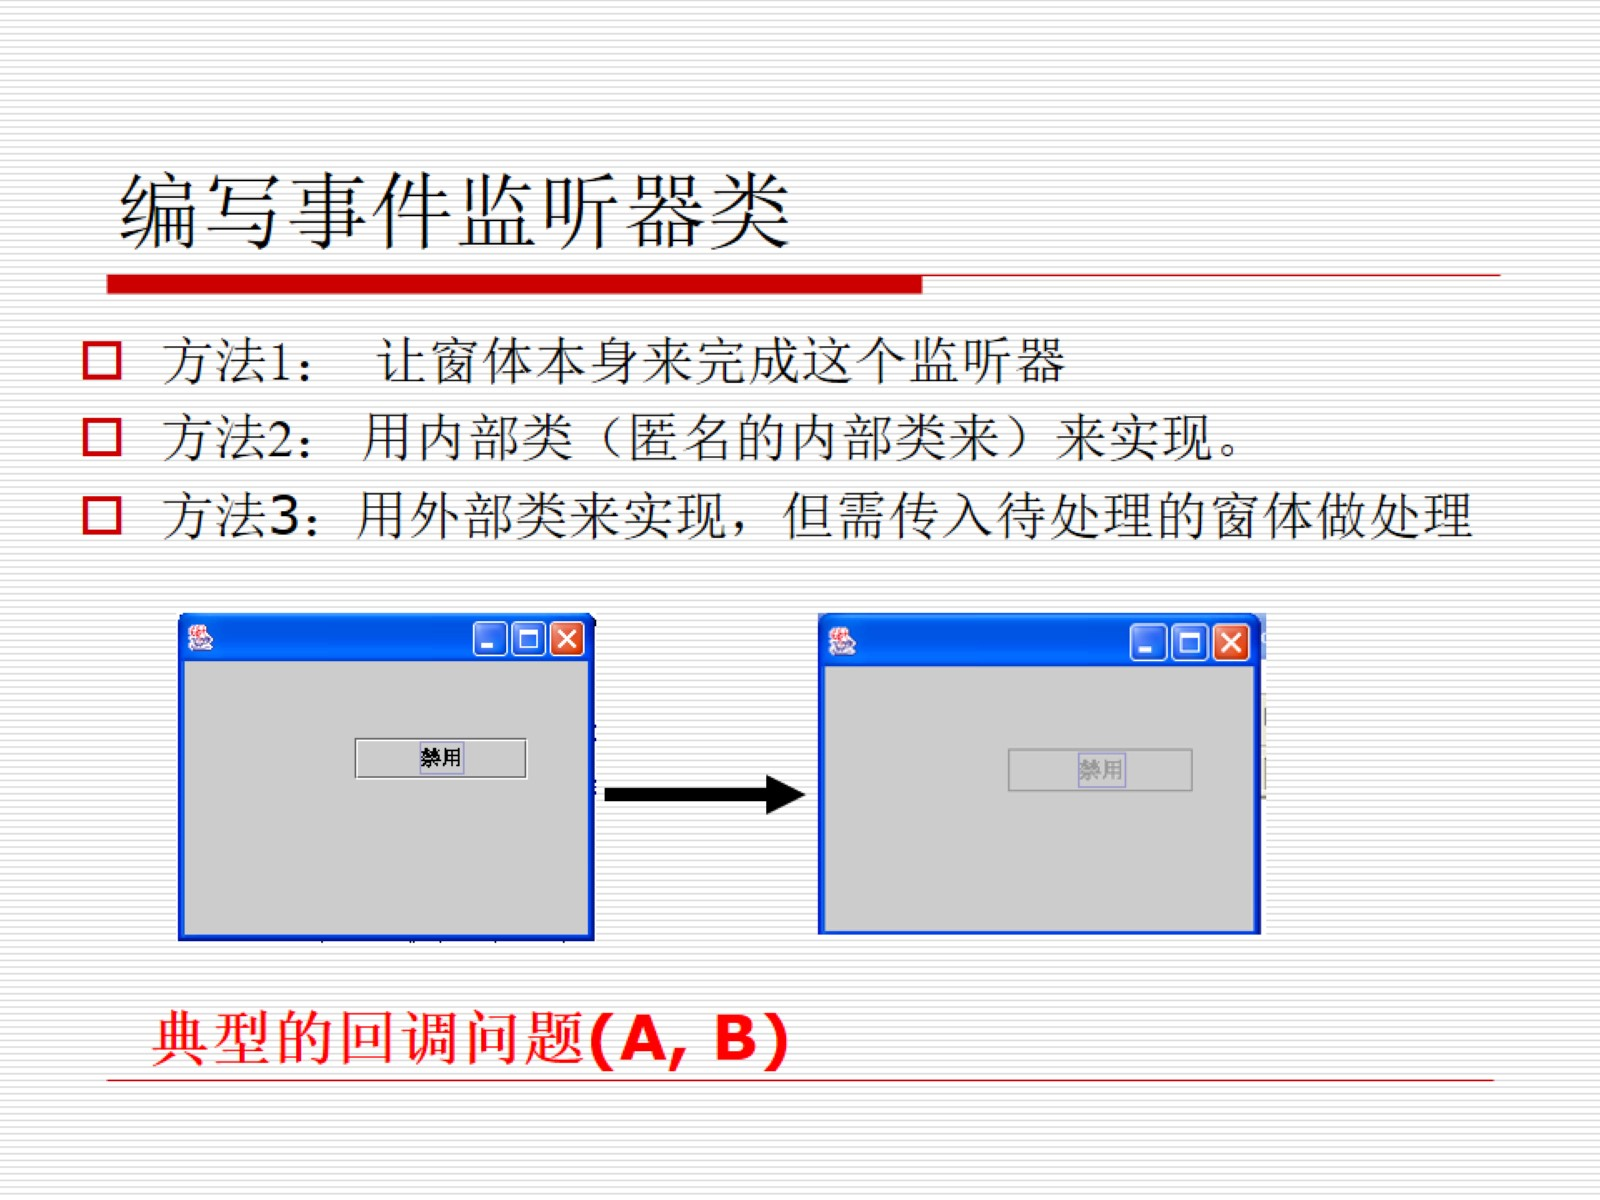 编写事件监听器类
方法1： 让窗体本身来完成这个监听器
方法2： 用内部类（匿名的内部类来）来实现。
方法3：用外部类来实现，但需传入待处理的窗体做处理
禁用
禁用
典型的回调问题(A, B)